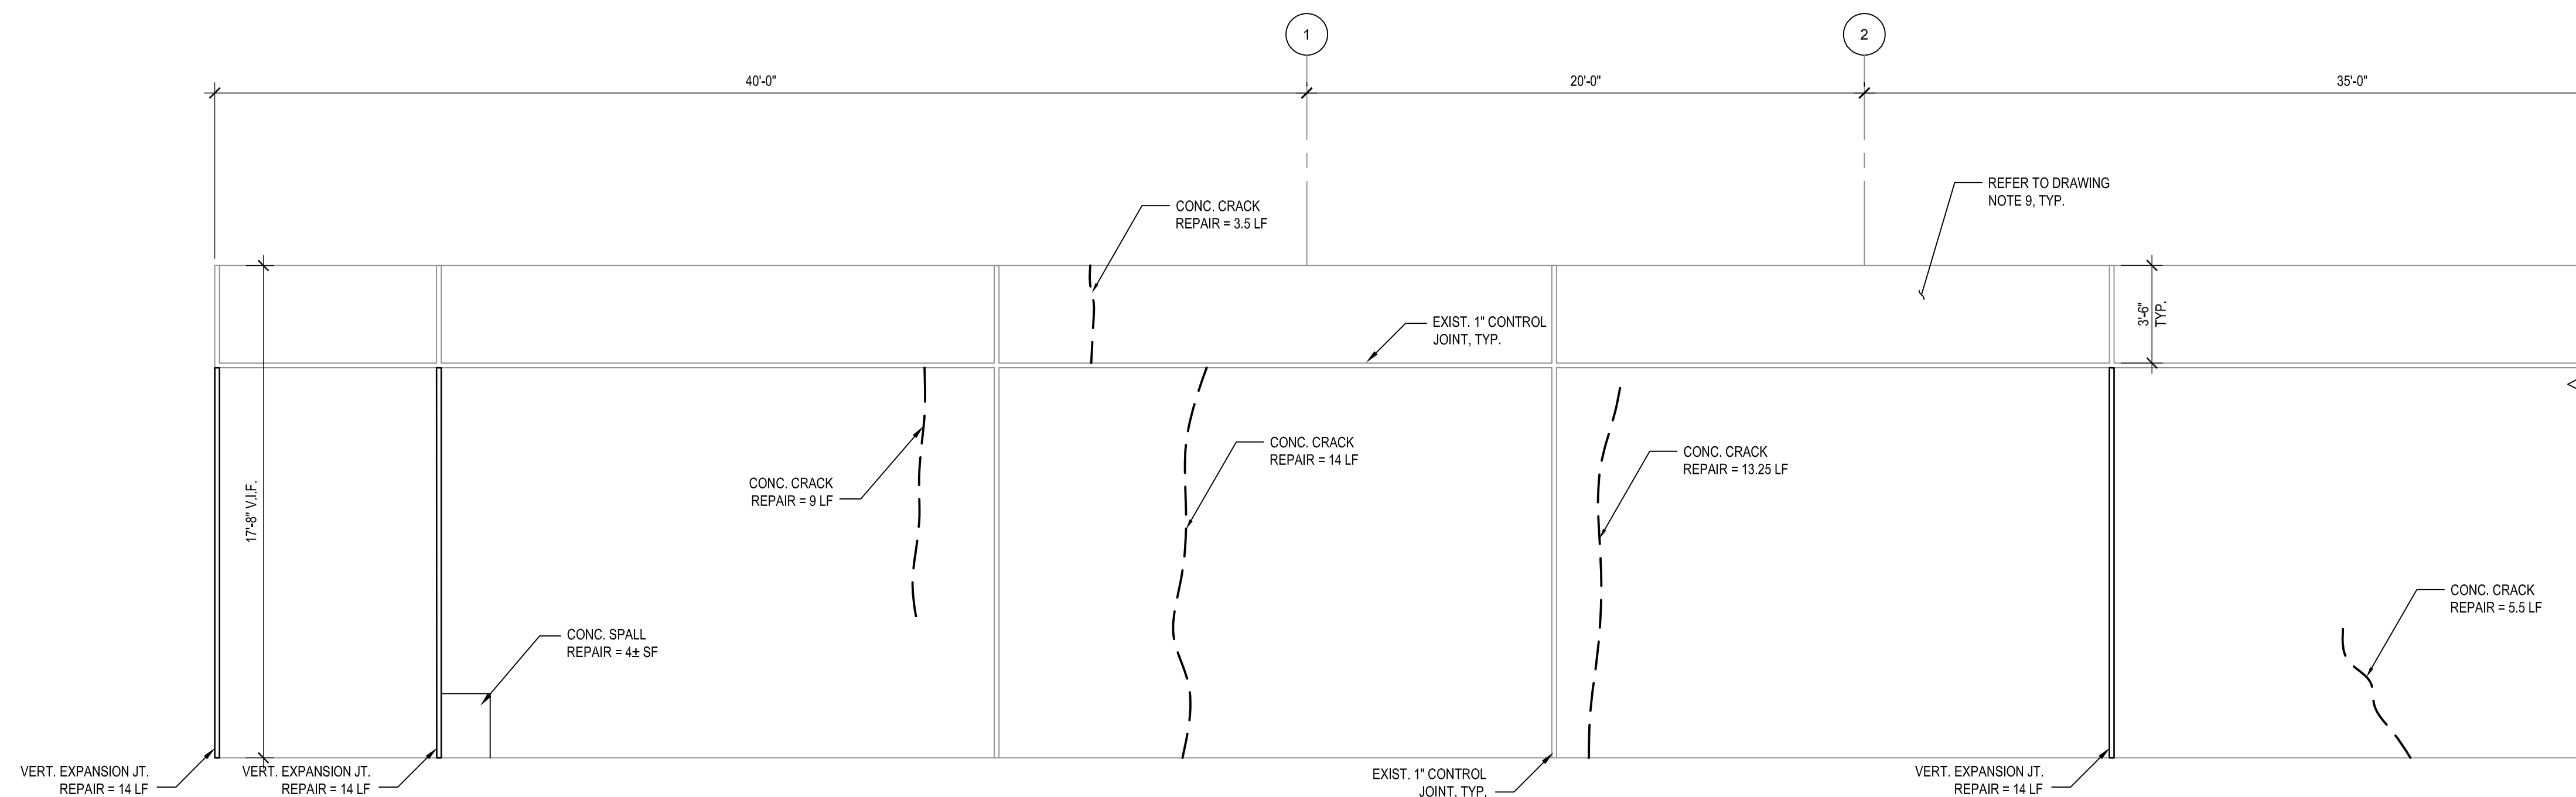 1
2
40'-0"
20'-0"
35'-0"
REFER TO DRAWING
NOTE 9, TYP.
CONC. CRACK
REPAIR = 3.5 LF
3'-6"
TYP.
EXIST. 1" CONTROL
JOINT, TYP.
CONC. CRACK
REPAIR = 14 LF
CONC. CRACK
REPAIR = 13.25 LF
CONC. CRACK
REPAIR = 9 LF
17'-8" V.I.F.
CONC. CRACK
REPAIR = 5.5 LF
CONC. SPALL
REPAIR = 4± SF
VERT. EXPANSION JT.
REPAIR = 14 LF
VERT. EXPANSION JT.
REPAIR = 14 LF
EXIST. 1" CONTROL
JOINT. TYP.
VERT. EXPANSION JT.
REPAIR = 14 LF